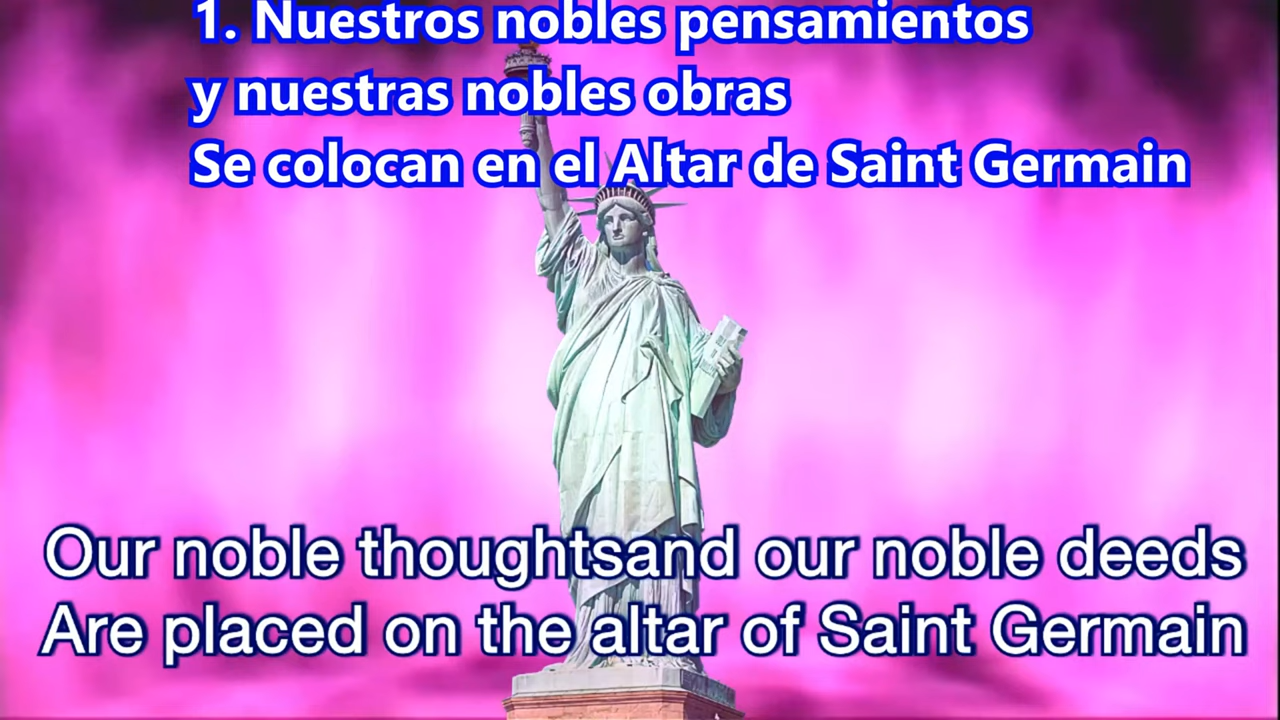 1. Nuestros nobles pensamientos
y nuestras nobles obras
Se colocan en el Altar de Saint Germain
Our noble thoughtsand our noble deeds
Are placed on the altar of Saint Germain